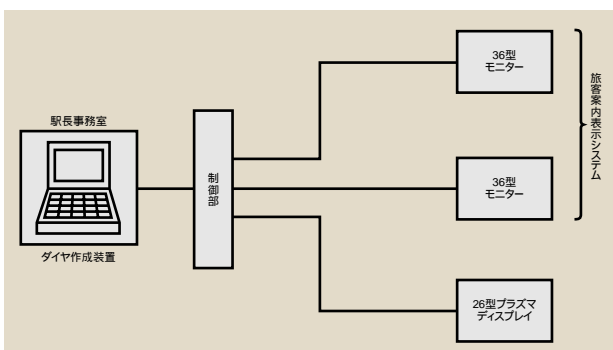 駅長事務室
ダイヤ作成装置
制御部
36型
モニター
36型
モニター
26型プラズマ
ディスプレイ
旅客案内表示システム